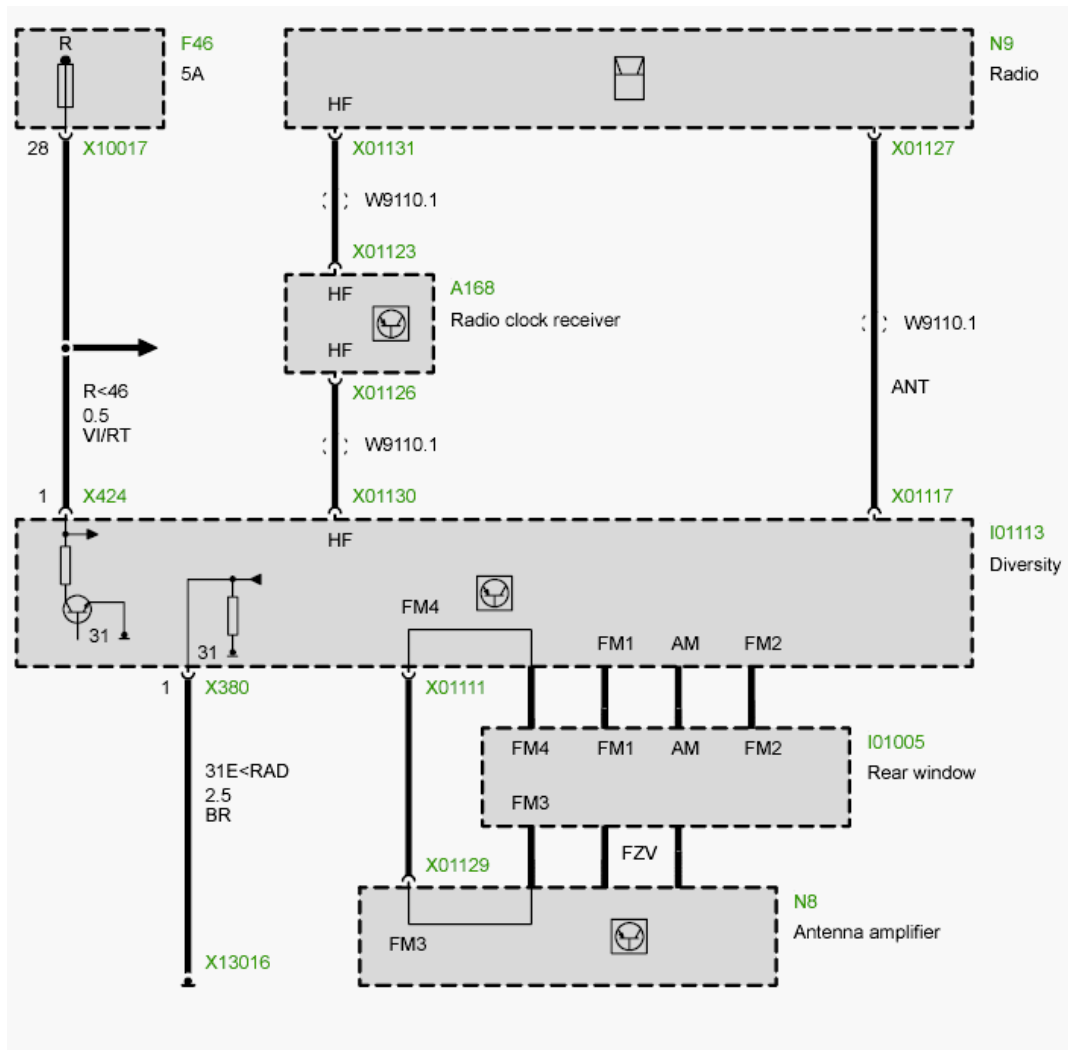 R
F46
5A
N9
Radio
HF
28
X10017
X01131
X01127
W9110.1
X01123
HF
A168
Radio clock receiver
HF
W9110.1
ANT
R<46
0.5
VI/RT
X01126
W9110.1
1
X424
X01130
X01117
HF
I01113
Diversity
FM4
31
31
FM1
AM
FM2
1
X380
X01111
FM4
FM1
AM
FM2
I01005
Rear window
31E<RAD
2.5
BR
FM3
FZV
X01129
N8
Antenna amplifier
FM3
X13016